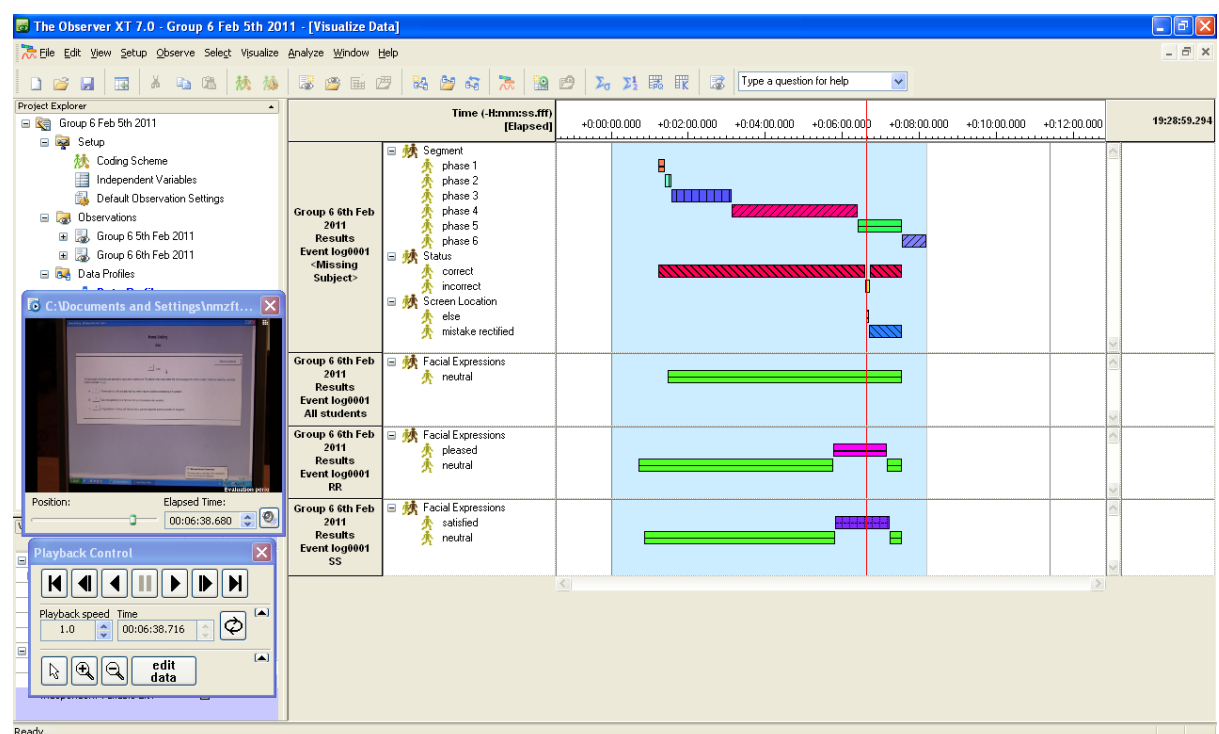 The Observer XT 7.0 - Group 6 Feb 5th 2011 - [Visualize Data]
File Edit View Setup Observe Select Visualize Analyze Window Help
Type a question for help
Project Explorer
Group 6 Feb 5th 2011
Setup
Coding Scheme
Independent Variables
Default Observation Settings
Observations
Group 6 5th Feb 2011
Group 6 6th Feb 2011
Data Profiles
C:\Documents and Settings\nmzft...
Position:
Elapsed Time:
00:06:38.680
Playback Control
Playback speed Time
1.0 00:06:38.716
edit
data
Time (-H:mm:ss.fff)
[Elapsed]
+0:00:00.000 +0:02:00.000 +0:04:00.000 +0:06:00.000 +0:08:00.000 +0:10:00.000 +0:12:00.000
19:28:59.294
Group 6 6th Feb
2011
Results
Event log0001
<Missing
Subject>
Segment
phase 1
phase 2
phase 3
phase 4
phase 5
phase 6
Status
correct
incorrect
Screen Location
else
mistake rectified
Group 6 6th Feb
2011
Results
Event log0001
All students
Facial Expressions
neutral
Group 6 6th Feb
2011
Results
Event log0001
RR
Facial Expressions
pleased
neutral
Group 6 6th Feb
2011
Results
Event log0001
SS
Facial Expressions
satisfied
neutral
Ready